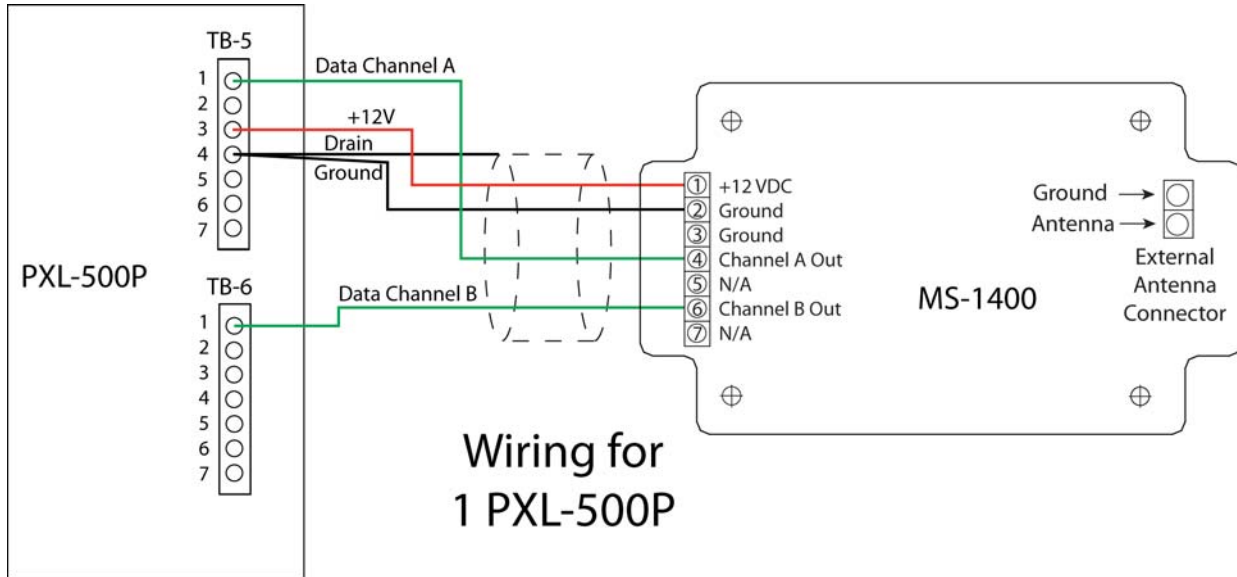 TB-5
1
2
3
4
5
6
7
Data Channel A
+12V
Drain
Ground
PXL-500P
TB-6
1
2
3
4
5
6
7
Data Channel B
① +12 VDC
② Ground
③ Ground
④ Channel A Out
⑤ N/A
⑥ Channel B Out
⑦ N/A
MS-1400
Ground
Antenna
External
Antenna
Connector
Wiring for
1 PXL-500P